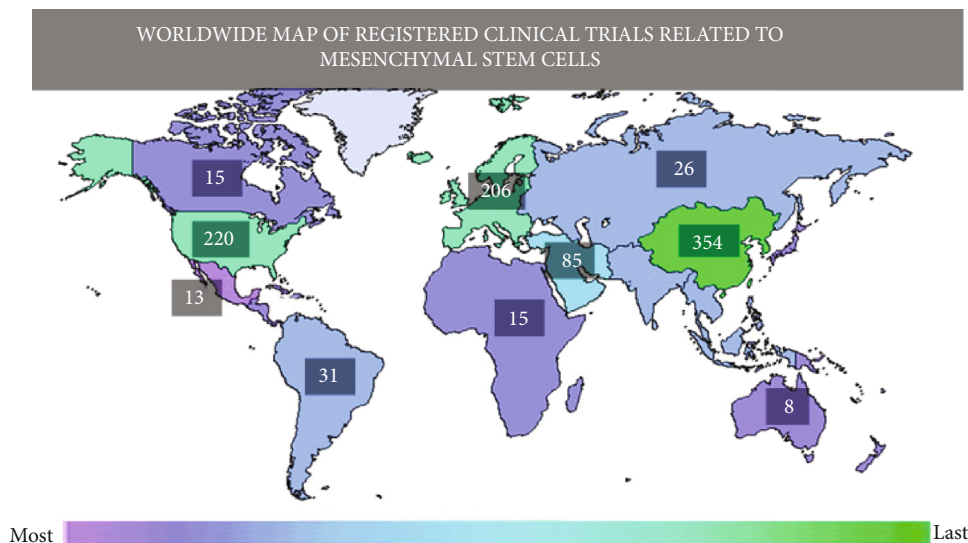 WORLDWIDE MAP OF REGISTERED CLINICAL TRIALS RELATED TO
MESENCHYMAL STEM CELLS
15
206
26
220
354
85
13
15
31
8
Most
Last